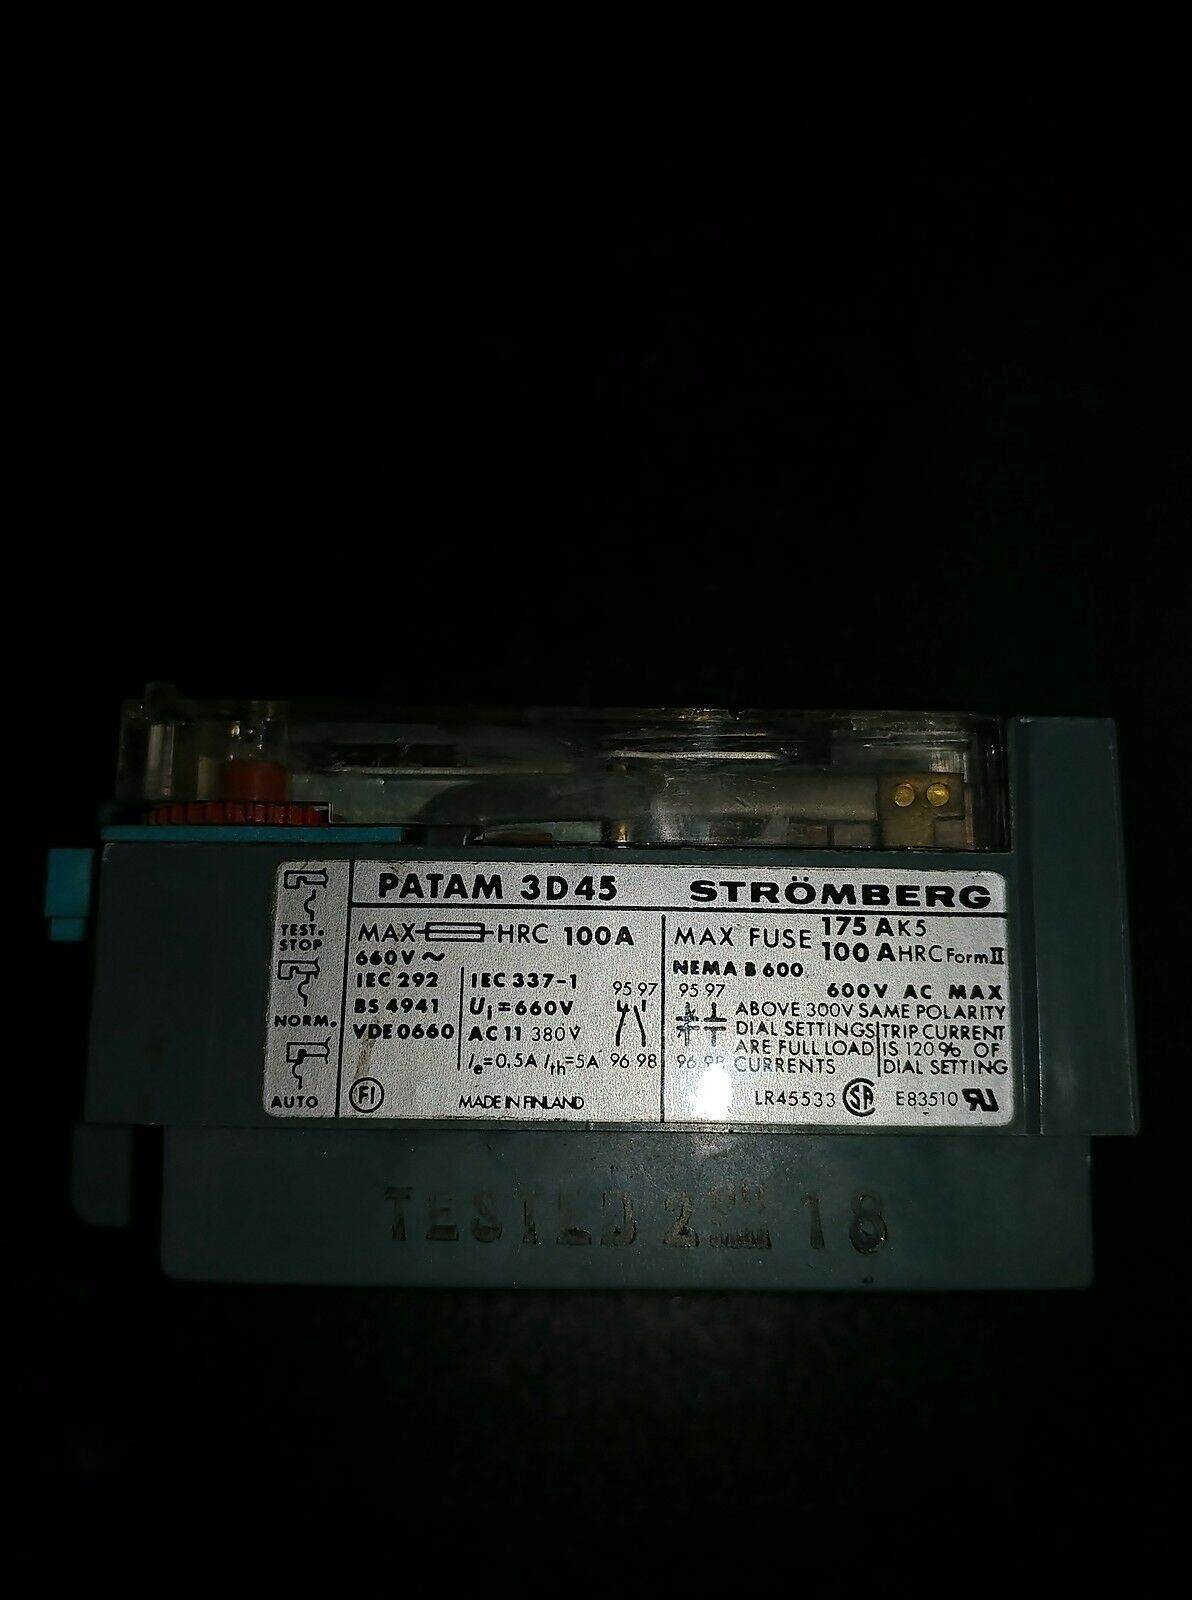 PATAM 3D45 STRÖMBERG
TEST.
STOP
NORM.
AUTO
MAX HRC 100A
660V ~
IEC 292
BS 4941
VDE 0660
FI
IEC 337-1
Ui=660V
AC 11 380V
Ie=0.5A Ith=5A
95 97
96 98
MADE IN FINLAND
MAX FUSE 175 A K5
100 A HRC Form II
NEMA B 600
95 97 600V AC MAX
ABOVE 300V SAME POLARITY
DIAL SETTINGS
ARE FULL LOAD
CURRENTS
TRIP CURRENT
IS 120 % OF
DIAL SETTING
96
LR45533 SA E83510 RU
TESTED 2 18